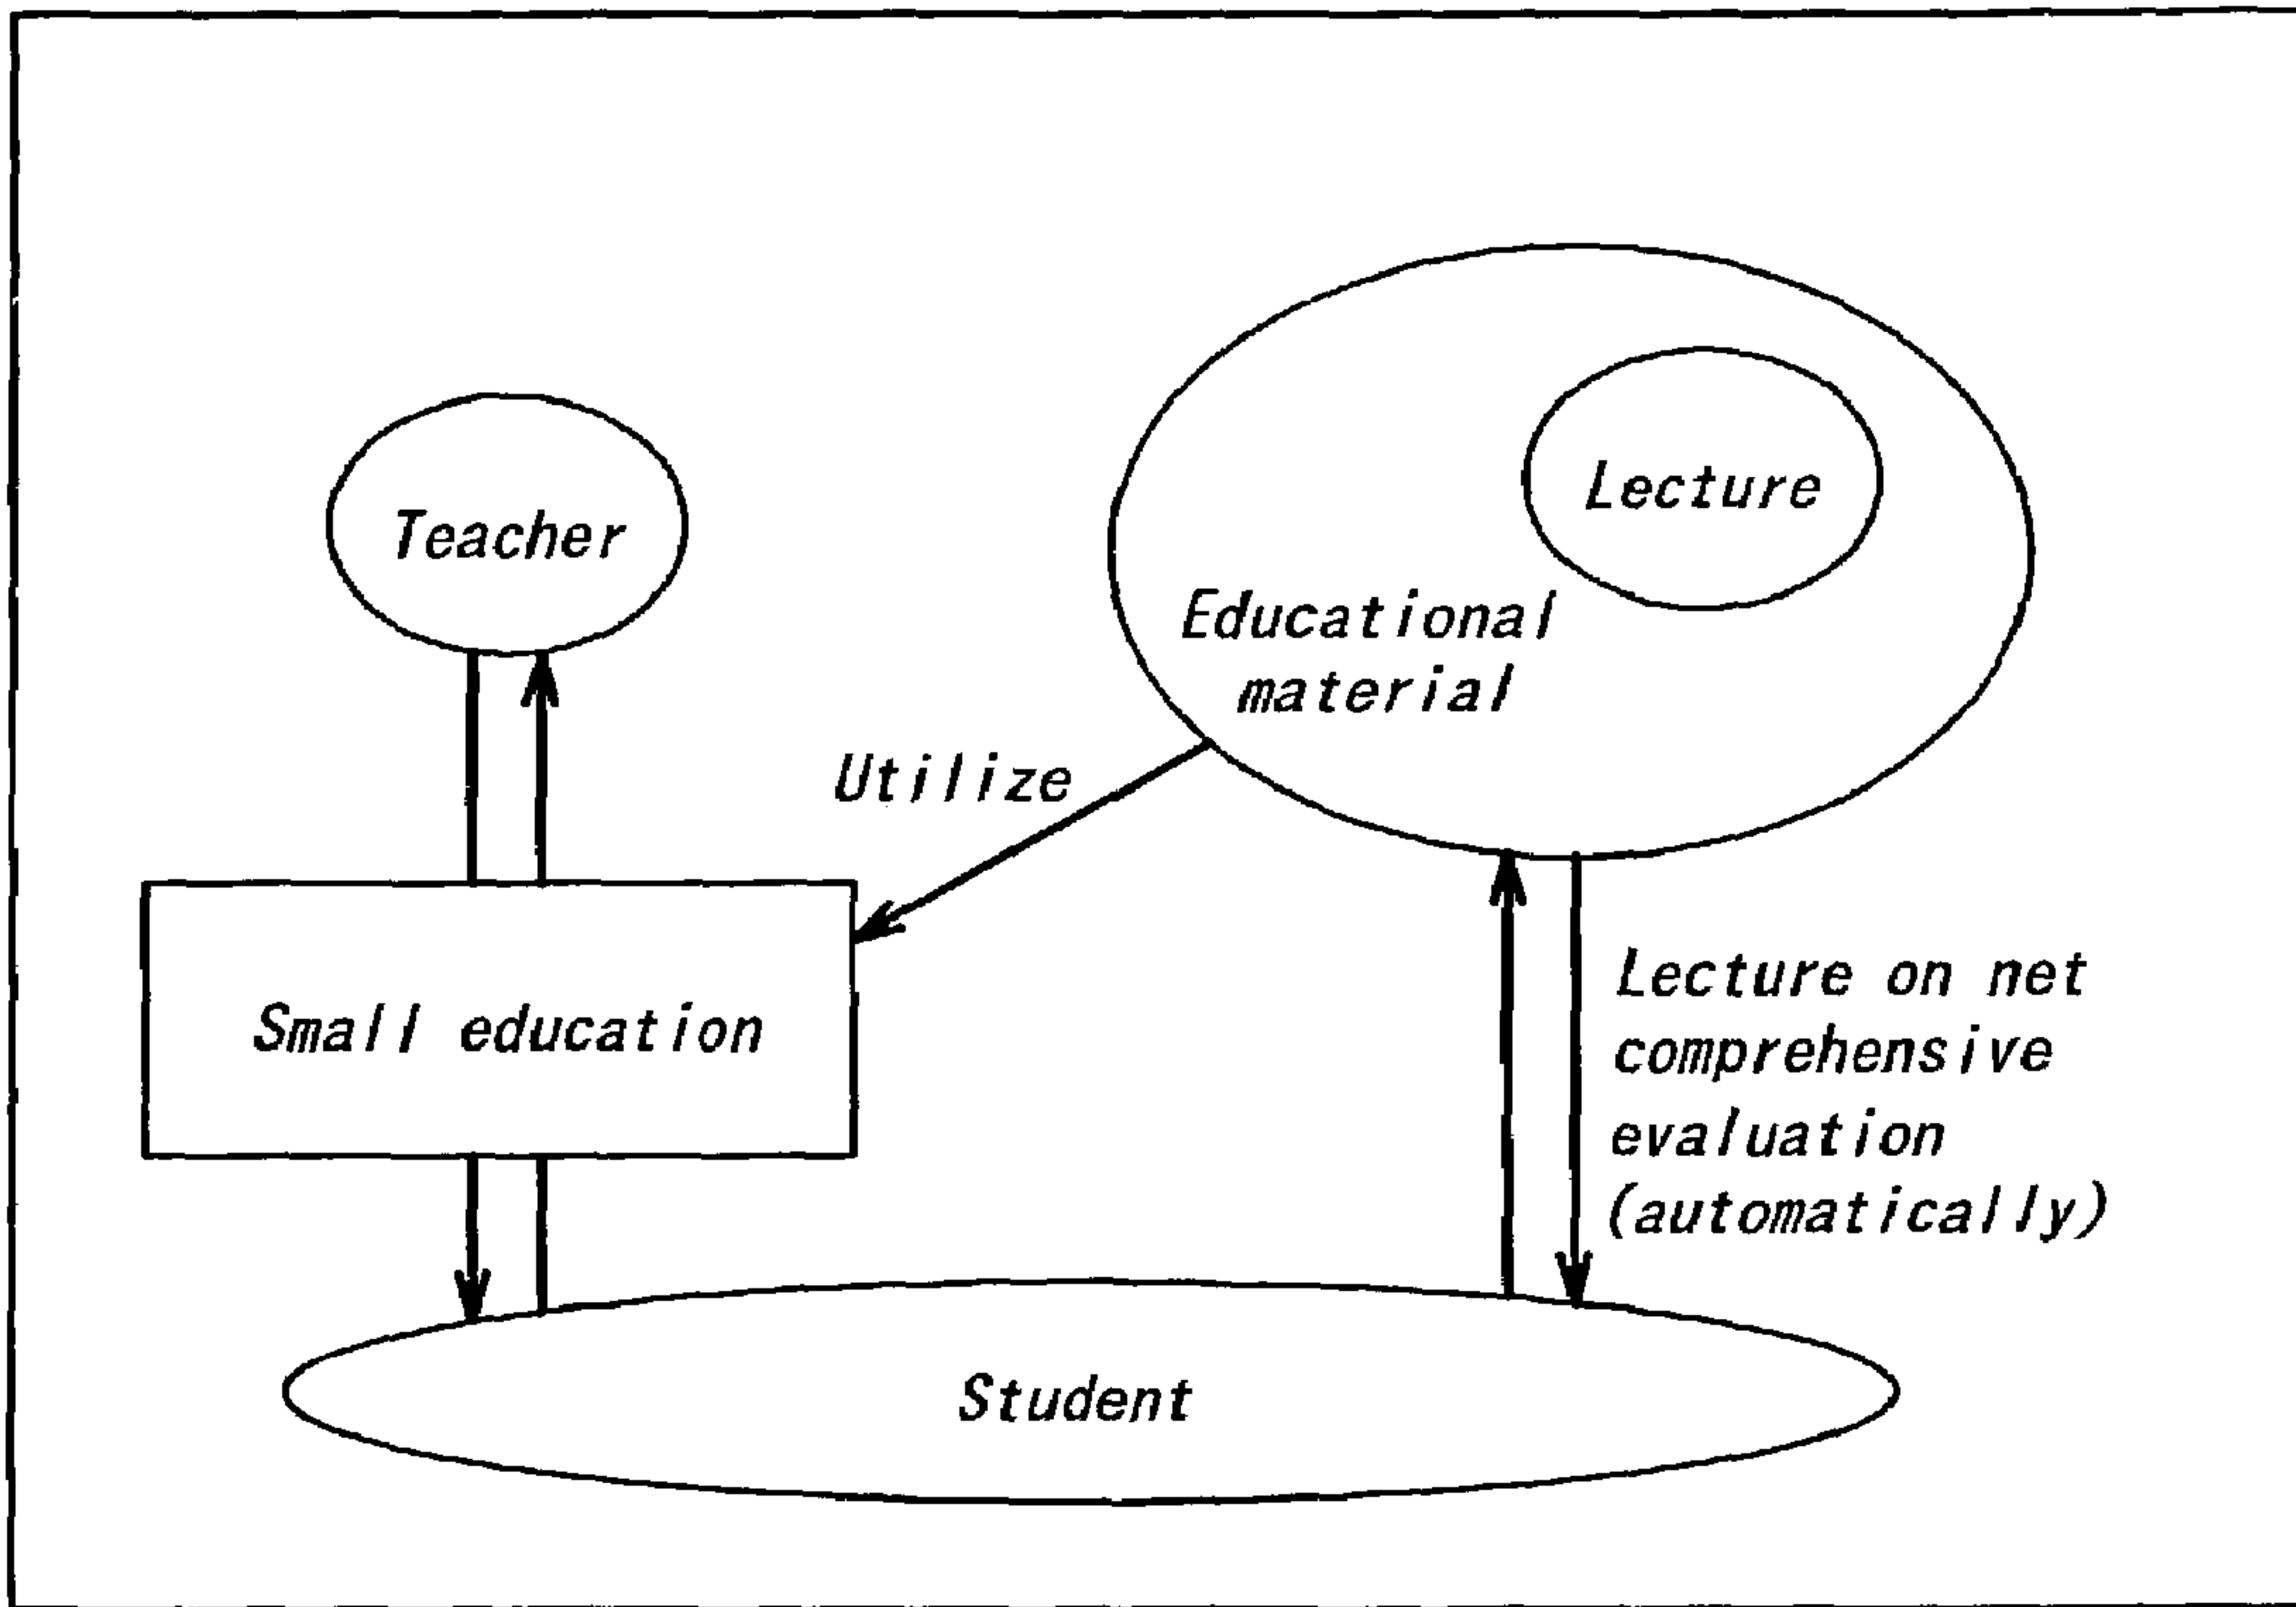 Lecture
Teacher
Educational
material
Utilize
Small education
Lecture on net
comprehensive
evaluation
(automatically)
Student